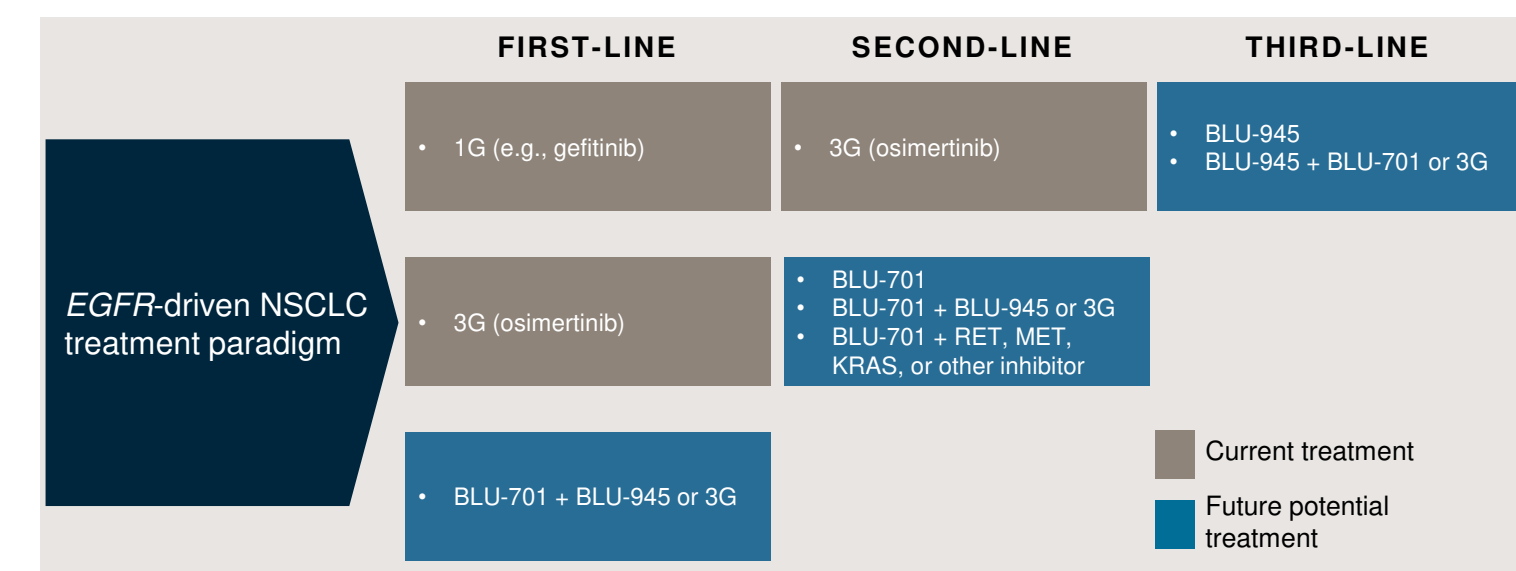 FIRST-LINE
SECOND-LINE
THIRD-LINE
EGFR-driven NSCLC
treatment paradigm
• 1G (e.g., gefitinib)
• 3G (osimertinib)
• BLU-945
• BLU-945 + BLU-701 or 3G
• 3G (osimertinib)
• BLU-701
• BLU-701 + BLU-945 or 3G
• BLU-701 + RET, MET,
KRAS, or other inhibitor
• BLU-701 + BLU-945 or 3G
Current treatment
Future potential
treatment